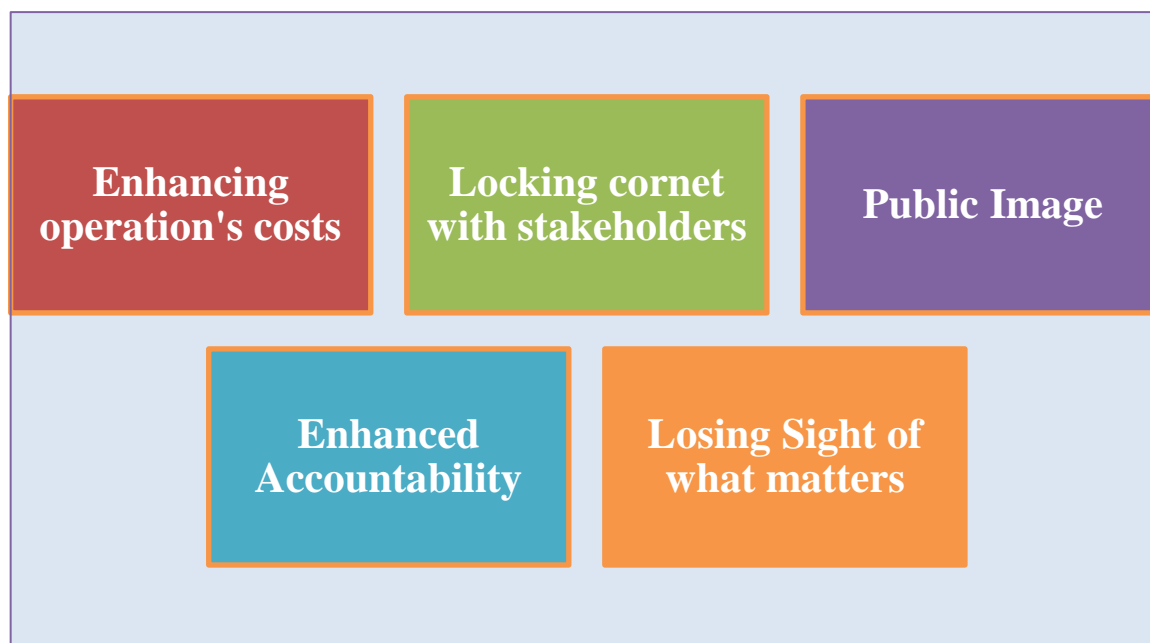 Enhancing
operation's costs
Locking cornet
with stakeholders
Public Image
Enhanced
Accountability
Losing Sight of
what matters